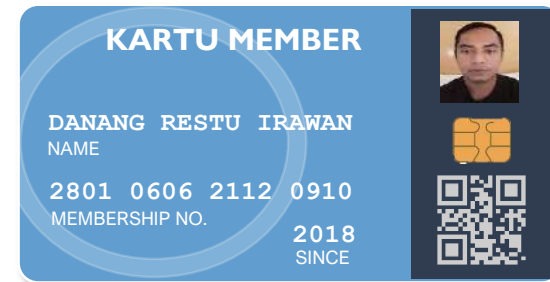 KARTU MEMBER
DANANG RESTU IRAWAN
NAME
2801 0606 2112 0910
MEMBERSHIP NO.
2018
SINCE